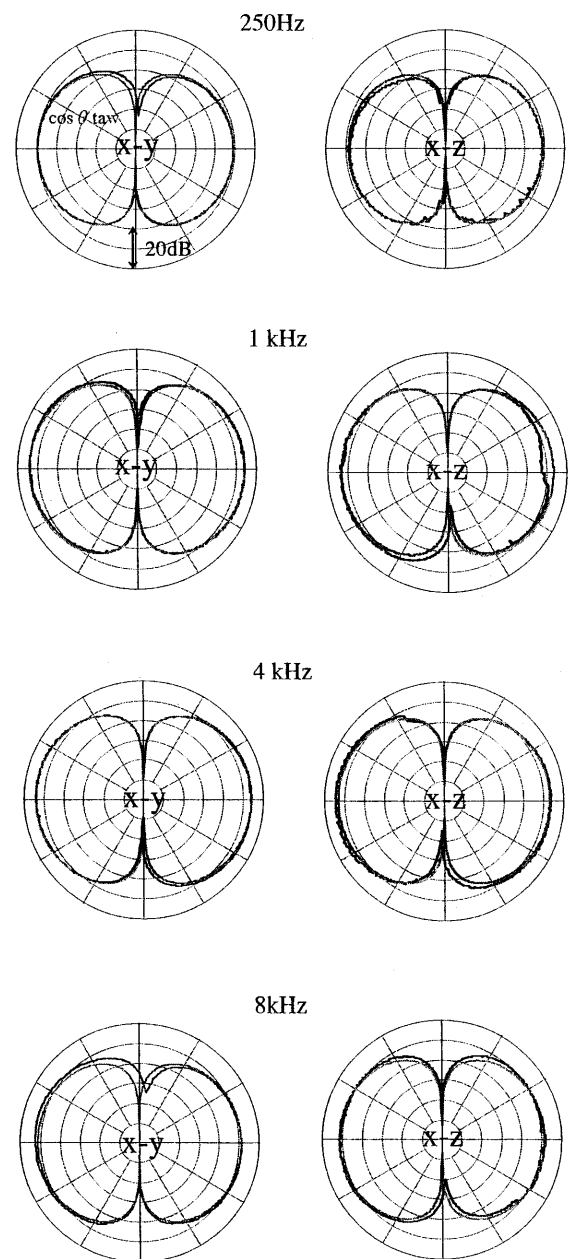 250Hz
cos θ taw
x-y
x z
20dB
1 kHz
x-y
x-z
4 kHz
x-y
x-z
8kHz
x-y
x-z